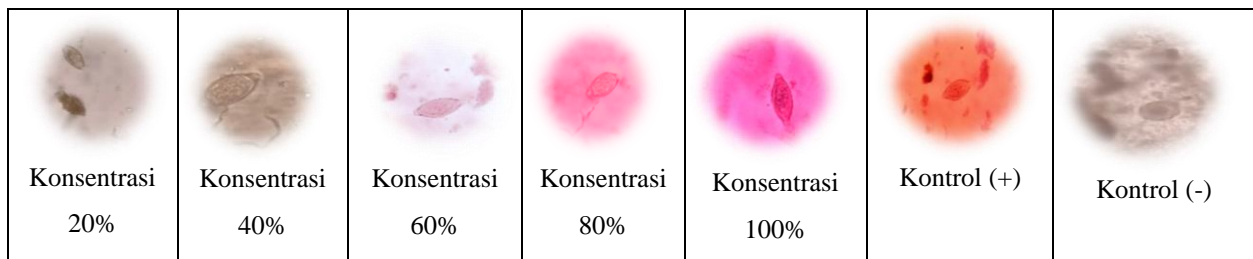 Konsentrasi
20%
Konsentrasi
40%
Konsentrasi
60%
Konsentrasi
80%
Konsentrasi
100%
Kontrol (+)
Kontrol (-)